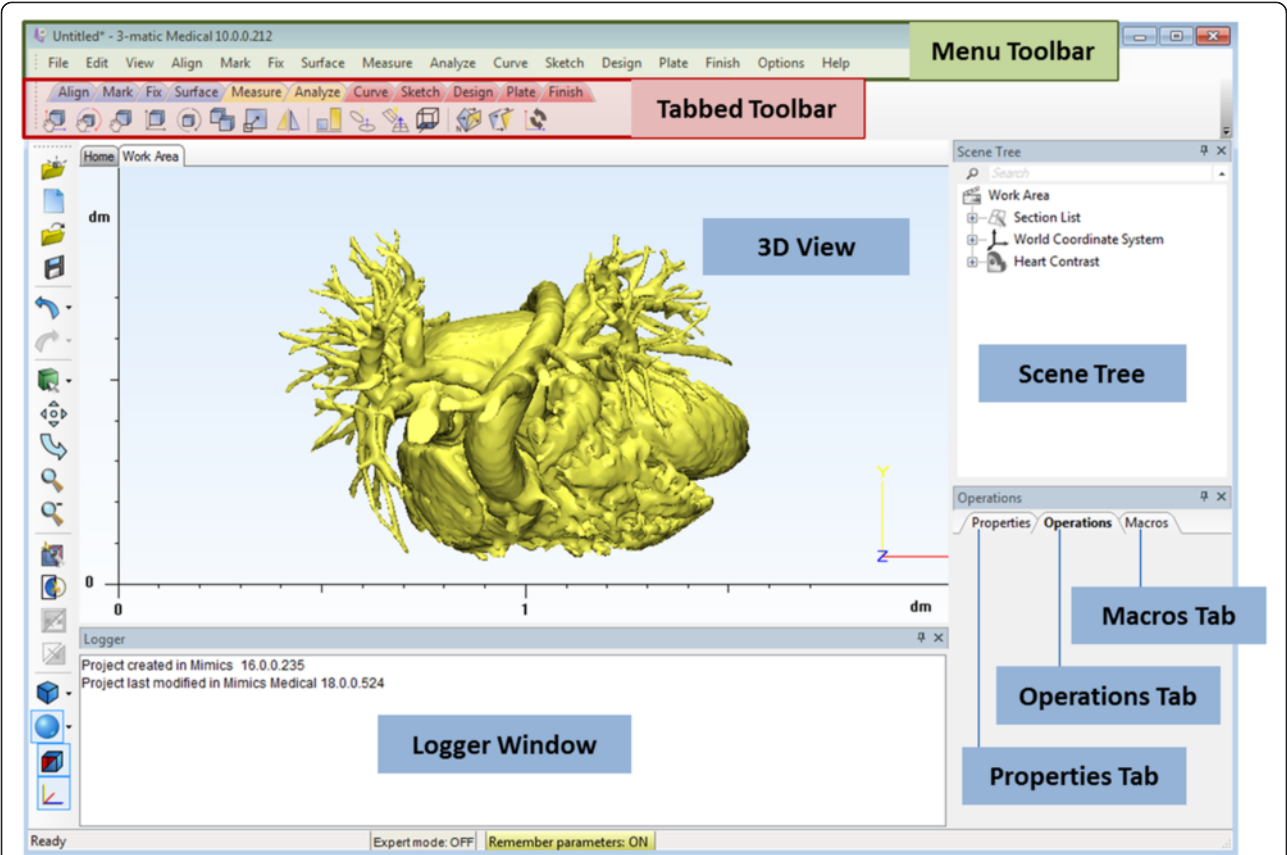 Untitled* - 3-matic Medical 10.0.0.212
Menu Toolbar
File Edit View Align Mark Fix Surface Measure Analyze Curve Sketch Design Plate Finish Options Help
Align Mark Fix Surface Measure Analyze Curve Sketch Design Plate Finish
Tabbed Toolbar
Home Work Area
Scene Tree
Search
dm
3D View
Work Area
Section List
World Coordinate System
Heart Contrast
Scene Tree
Y
Z
Operations
Properties Operations Macros
0
0 1 dm
Macros Tab
Logger
Project created in Mimics 16.0.0.235
Project last modified in Mimics Medical 18.0.0.524
Operations Tab
Logger Window
Properties Tab
Ready
Expert mode: OFF Remember parameters: ON